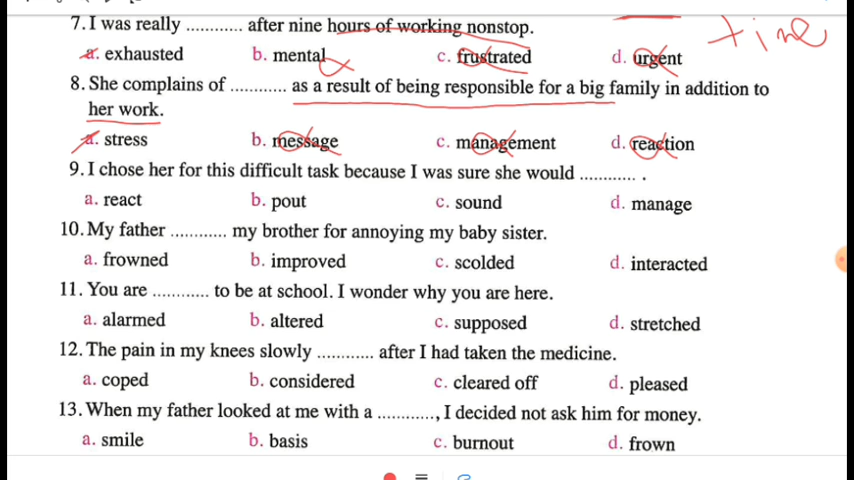 7. I was really ............ after nine hours of working nonstop.
a. exhausted b. mental c. frustrated d. urgent
tire
8. She complains of ............ as a result of being responsible for a big family in addition to
her work.
a. stress b. message c. management d. reaction
9. I chose her for this difficult task because I was sure she would ............ .
a. react b. pout c. sound d. manage
10. My father ............ my brother for annoying my baby sister.
a. frowned b. improved c. scolded d. interacted
11. You are ............ to be at school. I wonder why you are here.
a. alarmed b. altered c. supposed d. stretched
12. The pain in my knees slowly ............ after I had taken the medicine.
a. coped b. considered c. cleared off d. pleased
13. When my father looked at me with a ............, I decided not ask him for money.
a. smile b. basis c. burnout d. frown